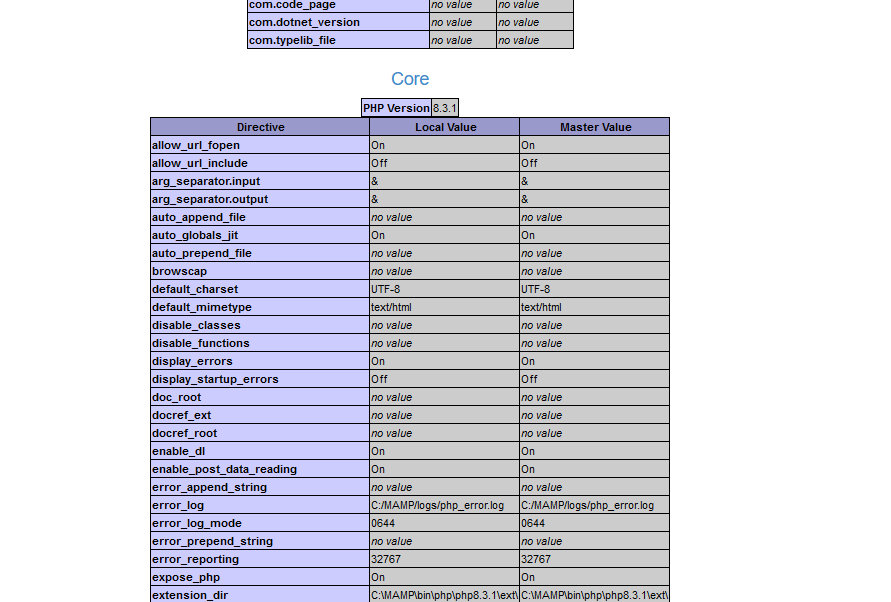 com.code_page no value no value
com.dotnet_version no value no value
com.typelib_file no value no value
Core
PHP Version 8.3.1
Directive Local Value Master Value
allow_url_fopen On On
allow_url_include Off Off
arg_separator.input & &
arg_separator.output & &
auto_append_file no value no value
auto_globals_jit On On
auto_prepend_file no value no value
browscap no value no value
default_charset UTF-8 UTF-8
default_mimetype text/html text/html
disable_classes no value no value
disable_functions no value no value
display_errors On On
display_startup_errors Off Off
doc_root no value no value
docref_ext no value no value
docref_root no value no value
enable_dl On On
enable_post_data_reading On On
error_append_string no value no value
error_log C:/MAMP/logs/php_error.log C:/MAMP/logs/php_error.log
error_log_mode 0644 0644
error_prepend_string no value no value
error_reporting 32767 32767
expose_php On On
extension_dir C:\MAMP\bin\php\php8.3.1\ext\ C:\MAMP\bin\php\php8.3.1\ext\